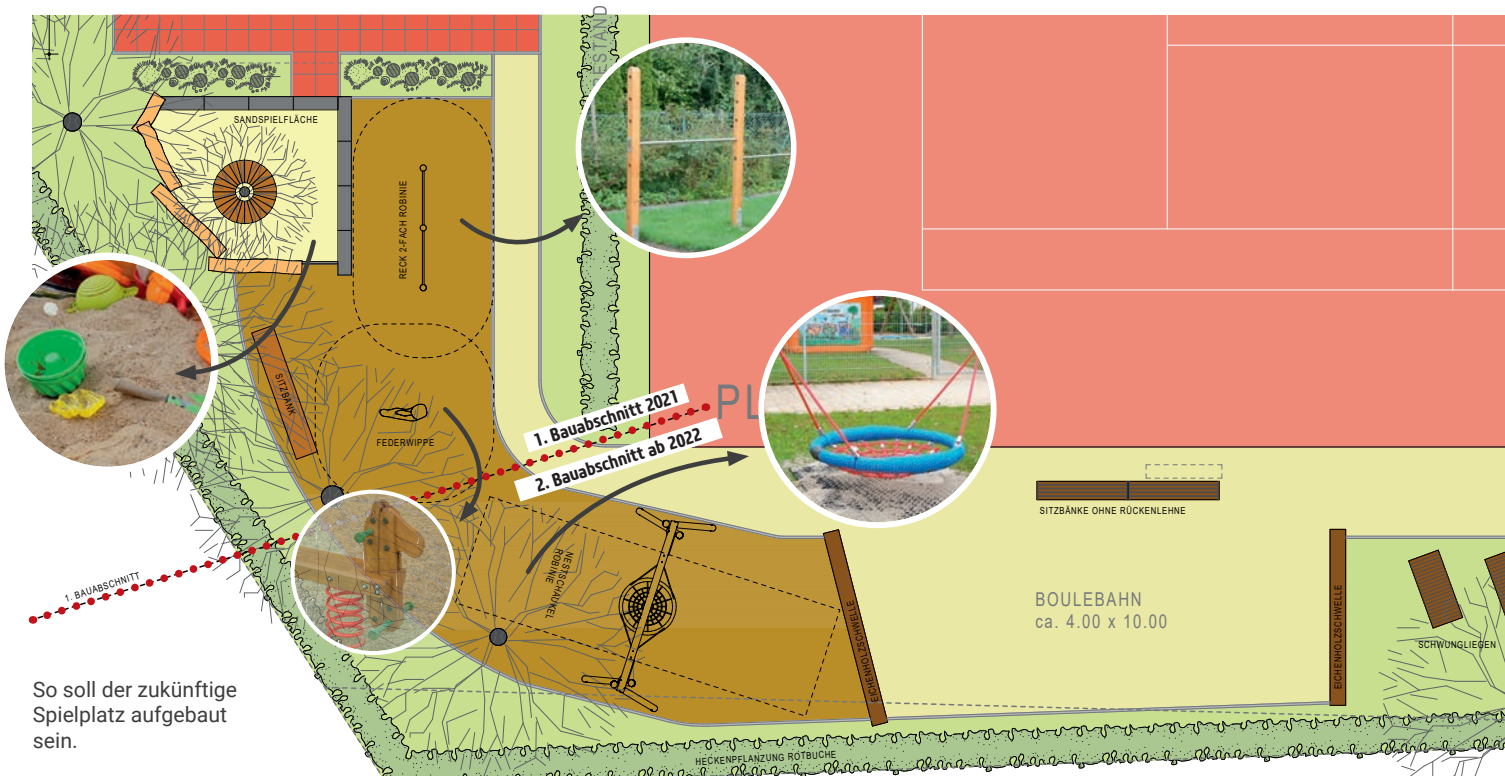 BESTAND
SANDSPIELFLÄCHE
RECK 2-FACH ROBINIE
SITZBANK
FEDERWIPPE
PL
1. Bauabschnitt 2021
2. Bauabschnitt ab 2022
1. BAUABSCHNITT
NESTSCHAUKEL
ROBINIE
EICHENHOLZSCHWELLE
SITZBÄNKE OHNE RÜCKENLEHNE
BOULEBAHN
ca. 4.00 x 10.00
EICHENHOLZSCHWELLE
SCHWUNGLIEGEN
HECKENPFLANZUNG ROTBUCHE
So soll der zukünftige
Spielplatz aufgebaut
sein.